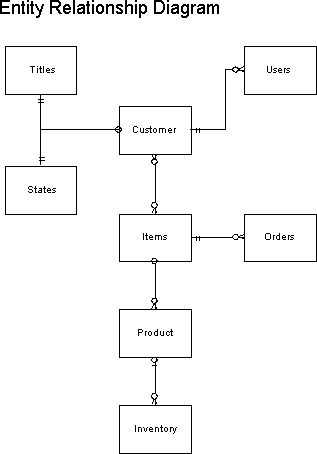 Entity Relationship Diagram
Titles
Users
Customer
States
Items
Orders
Product
Inventory